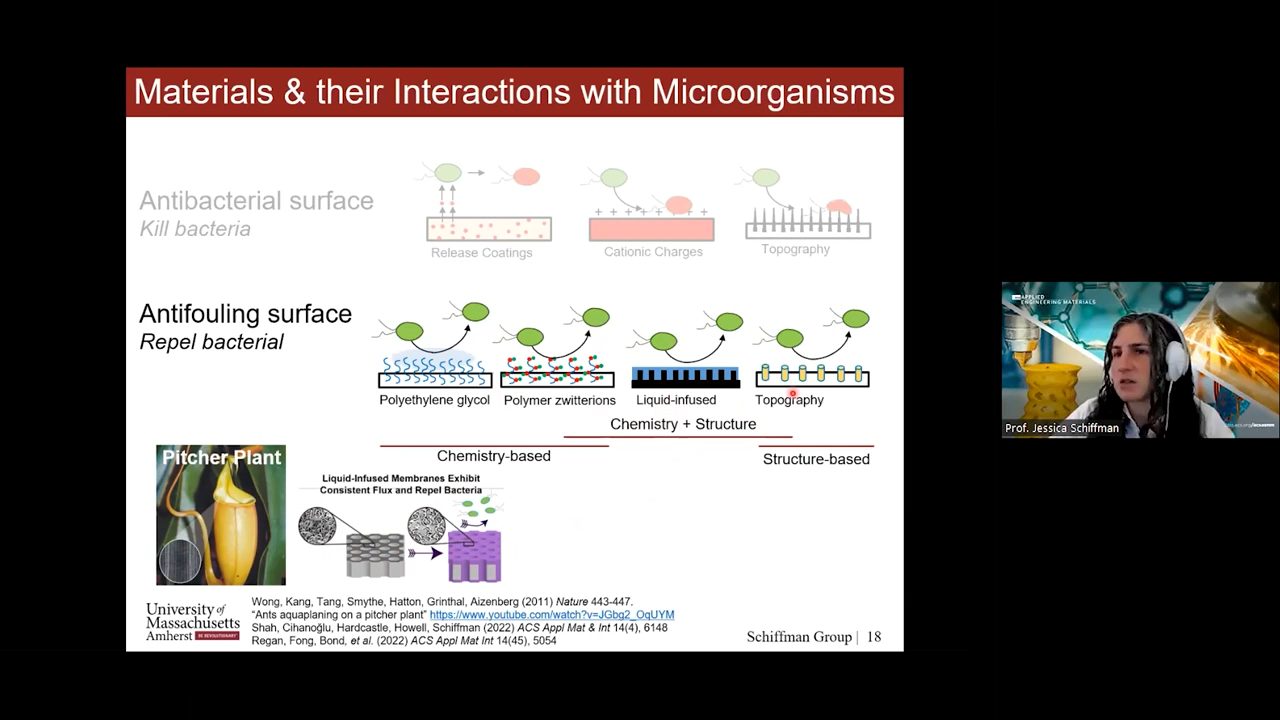 Materials & their Interactions with Microorganisms
Antibacterial surface
Kill bacteria
Release Coatings
+ + + + + + + +
Cationic Charges
Topography
Antifouling surface
Repel bacterial
Polyethylene glycol
Polymer zwitterions
Liquid-infused
Topography
Chemistry + Structure
Chemistry-based
Structure-based
Pitcher Plant
Liquid-Infused Membranes Exhibit
Consistent Flux and Repel Bacteria
Wong, Kang, Tang, Smythe, Hatton, Grinthal, Aizenberg (2011) Nature 443-447.
"Ants aquaplaning on a pitcher plant" https://www.youtube.com/watch?v=JGbg2_OqUYM
Shah, Cihanoğlu, Hardcastle, Howell, Schiffman (2022) ACS Appl Mat & Int 14(4), 6148
Regan, Fong, Bond, et al. (2022) ACS Appl Mat Int 14(45), 5054
University of
Massachusetts
Amherst BE REVOLUTIONARY
Schiffman Group | 18
APPLIED
ENGINEERING MATERIALS
Prof. Jessica Schiffman